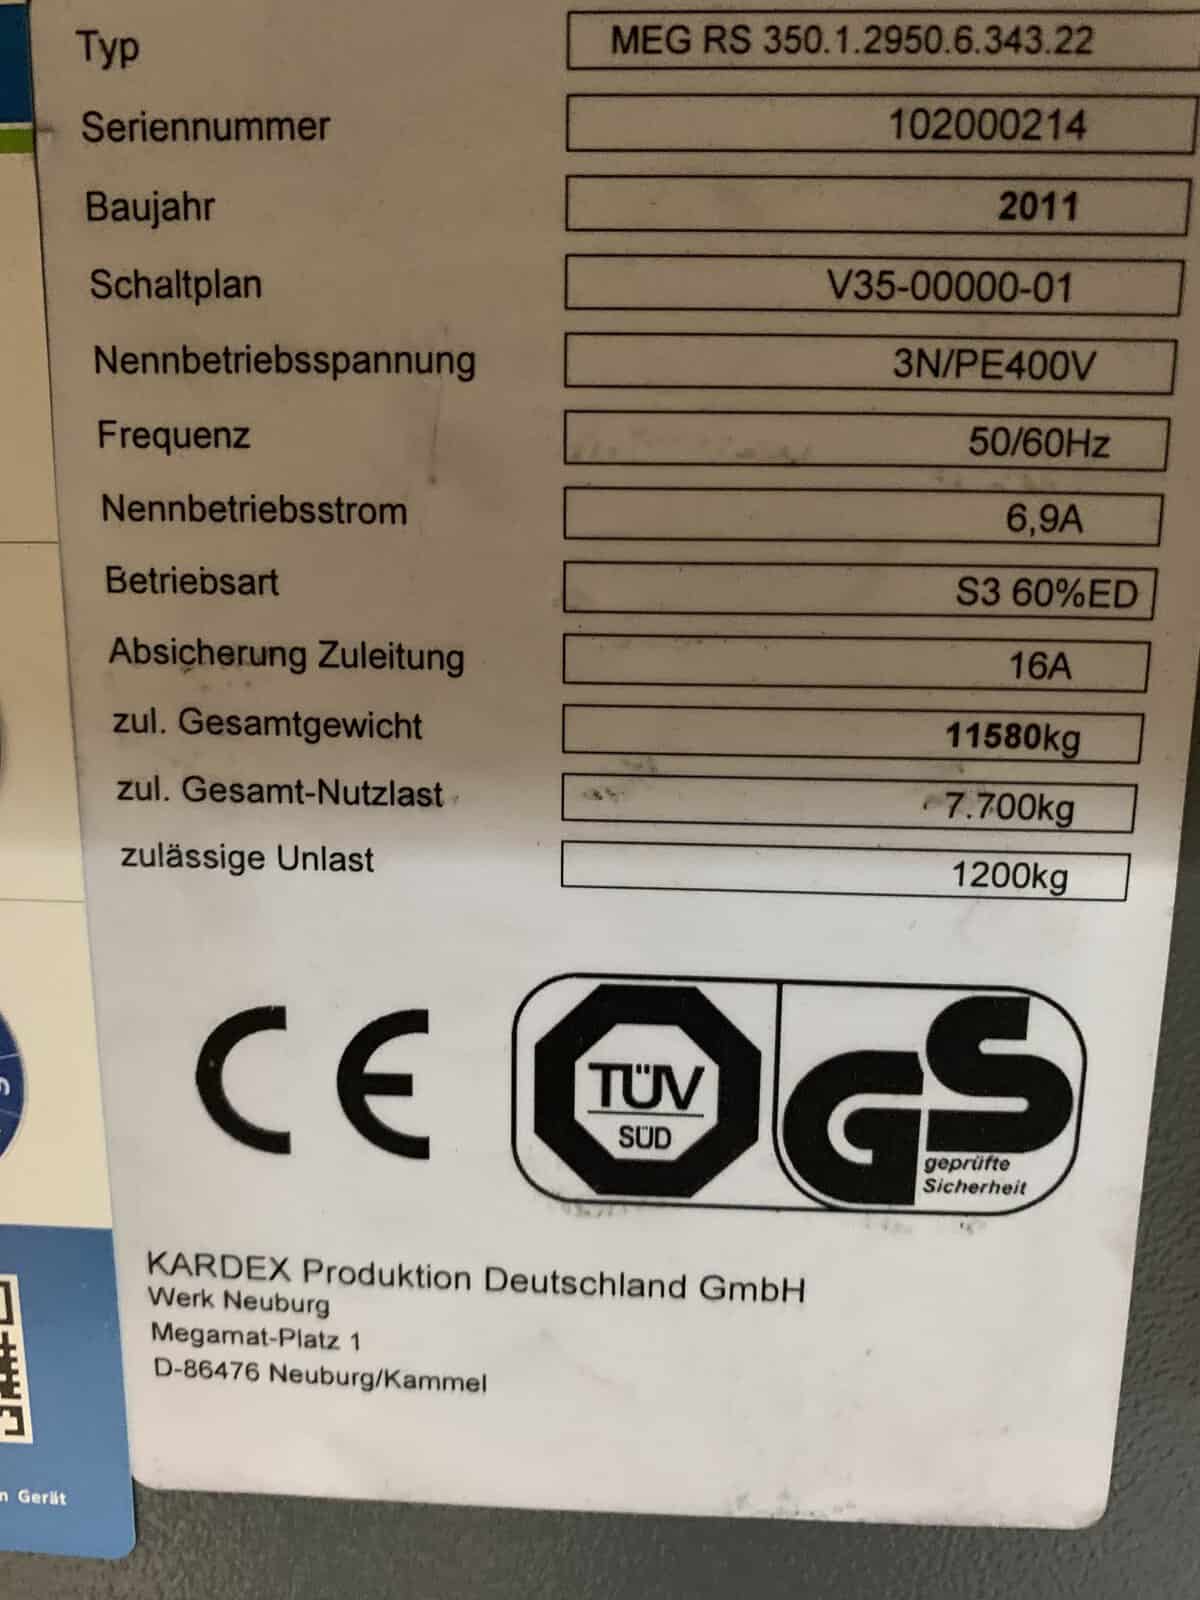 Typ MEG RS 350.1.2950.6.343.22
Seriennummer 102000214
Baujahr 2011
Schaltplan V35-00000-01
Nennbetriebsspannung 3N/PE400V
Frequenz 50/60Hz
Nennbetriebsstrom 6,9A
Betriebsart S3 60%ED
Absicherung Zuleitung 16A
zul. Gesamtgewicht 11580kg
zul. Gesamt-Nutzlast 7.700kg
zulässige Unlast 1200kg
CE
TÜV
SÜD
GS
geprüfte
Sicherheit
KARDEX Produktion Deutschland GmbH
Werk Neuburg
Megamat-Platz 1
D-86476 Neuburg/Kammel
Gerät